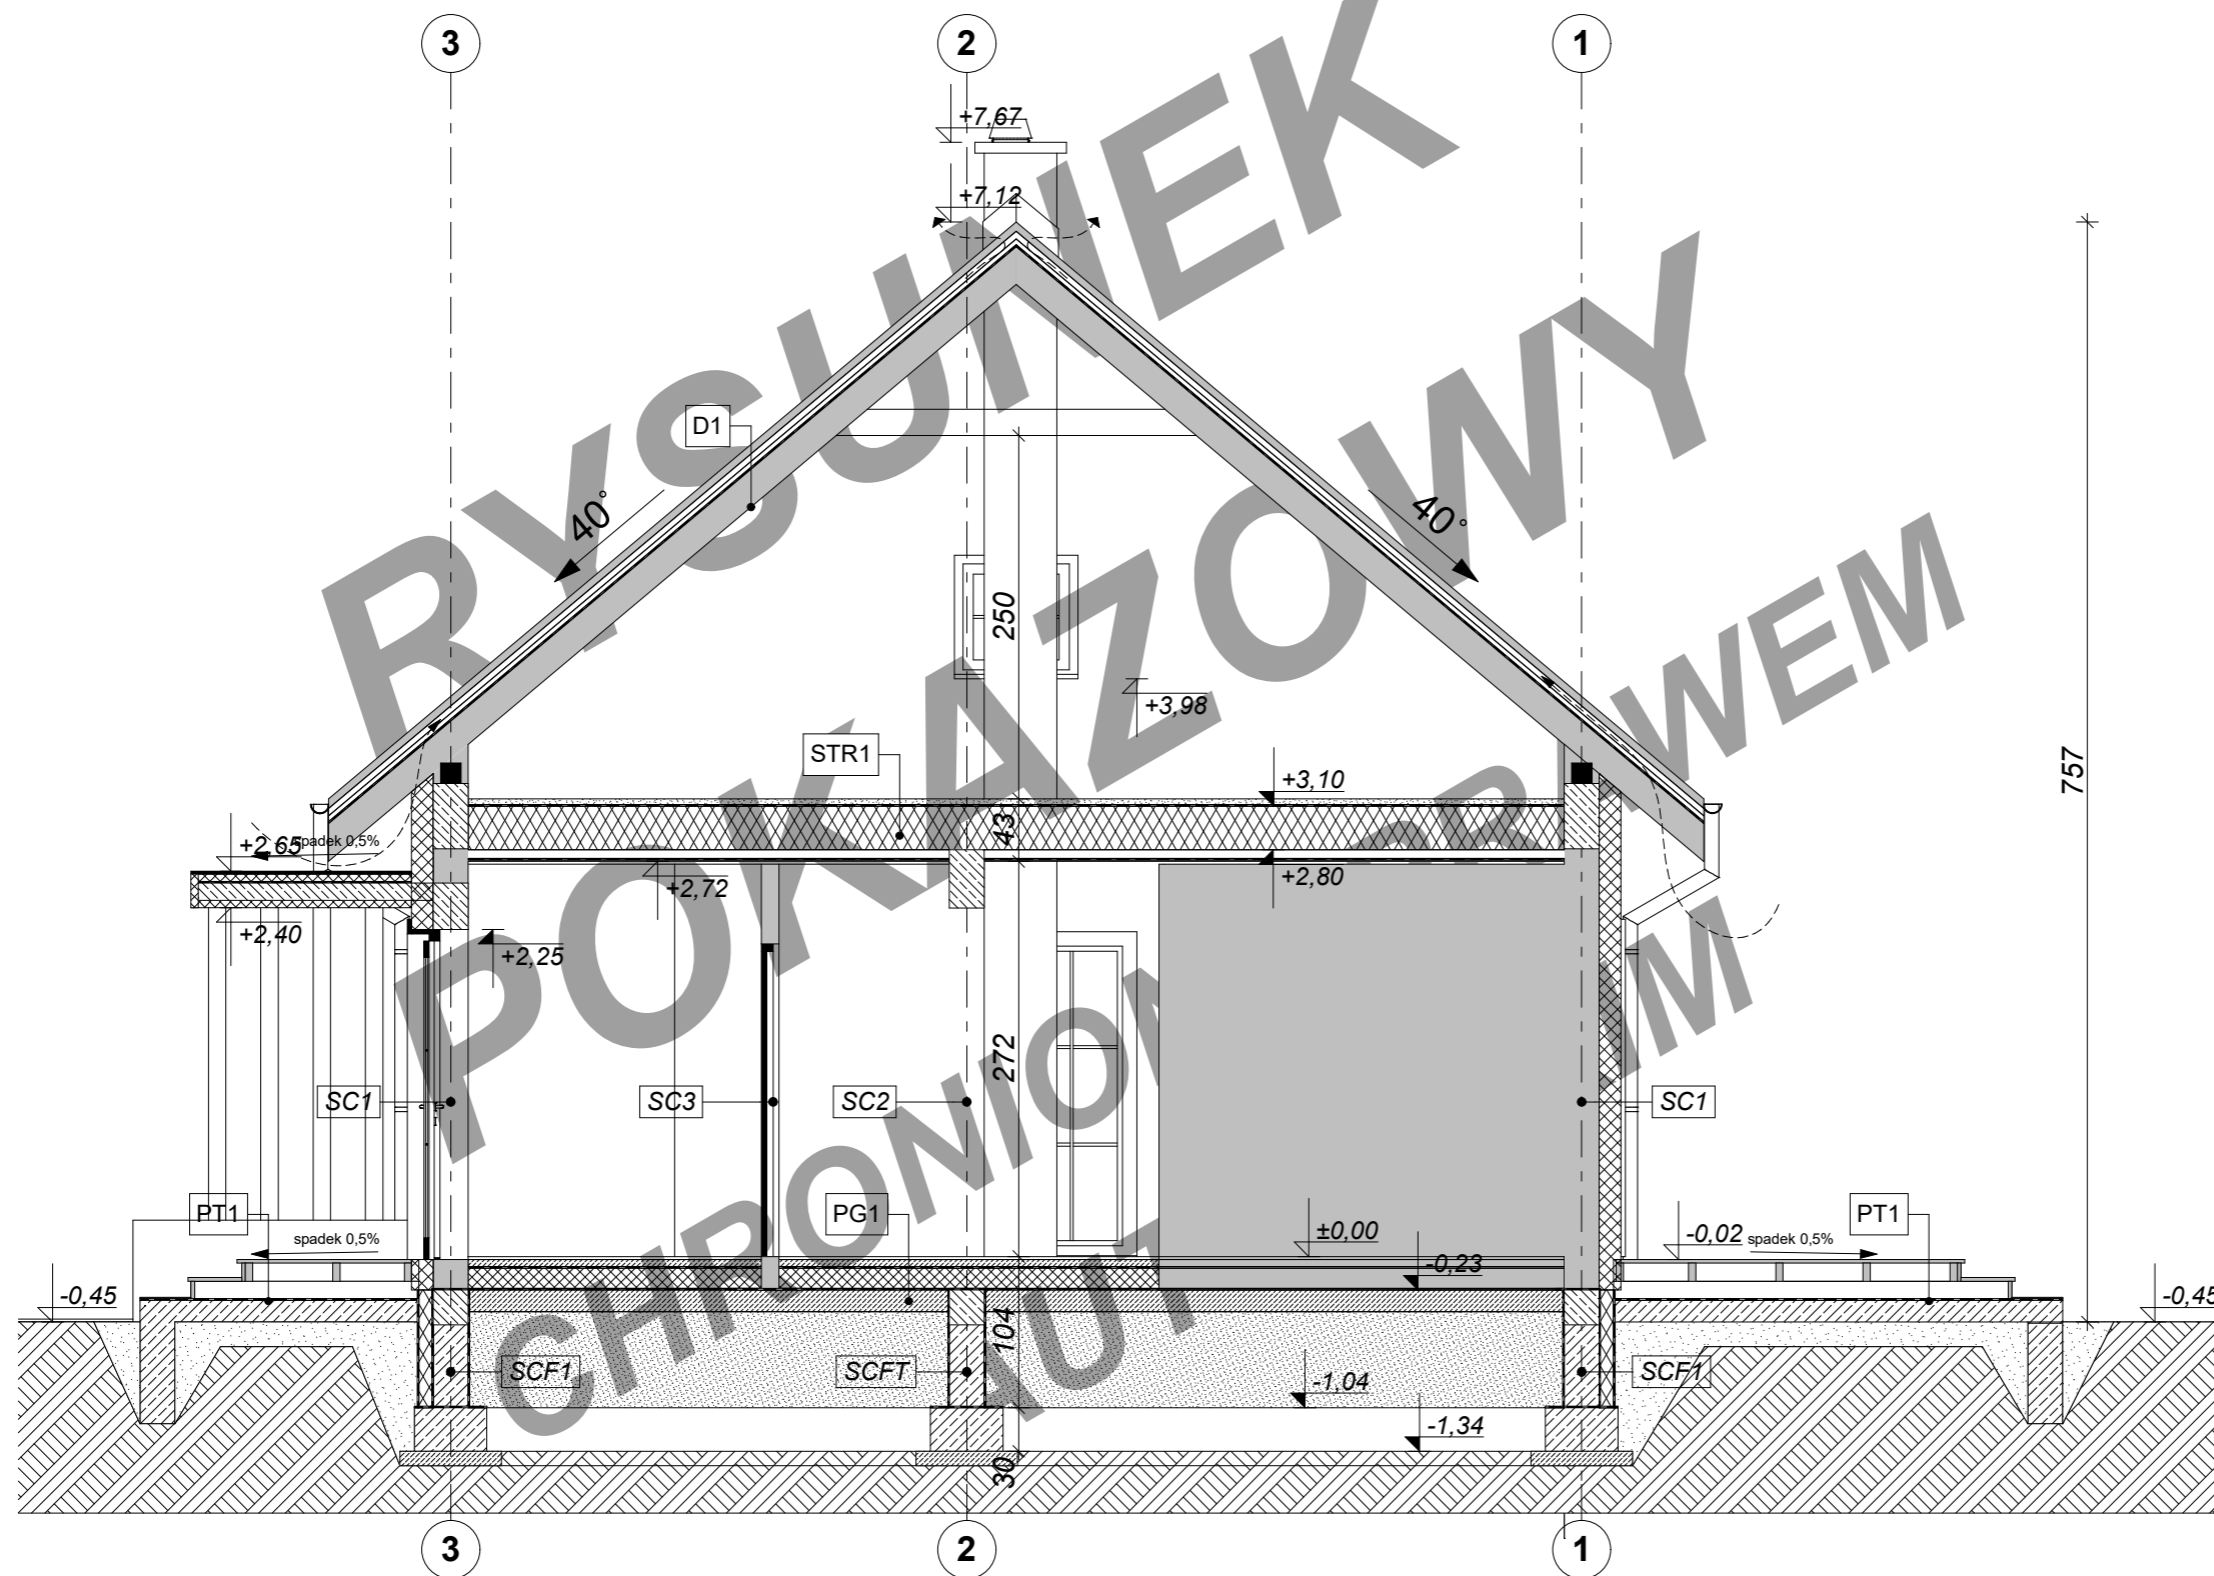 3
2
1
+7,67
+7,12
RYSUNEK
POKAZOWY
CHRONIONY PRAWEM
AUTORSKIM
D1
40°
40°
250
+3,98
757
STR1
+3,10
43
+2,65
spadek 0,5%
+2,72
+2,80
+2,40
+2,25
272
SC1
SC3
SC2
SC1
PT1
PG1
PT1
spadek 0,5%
±0,00
-0,02
spadek 0,5%
-0,23
-0,45
-0,45
104
SCF1
SCFT
SCF1
-1,04
-1,34
30
3
2
1